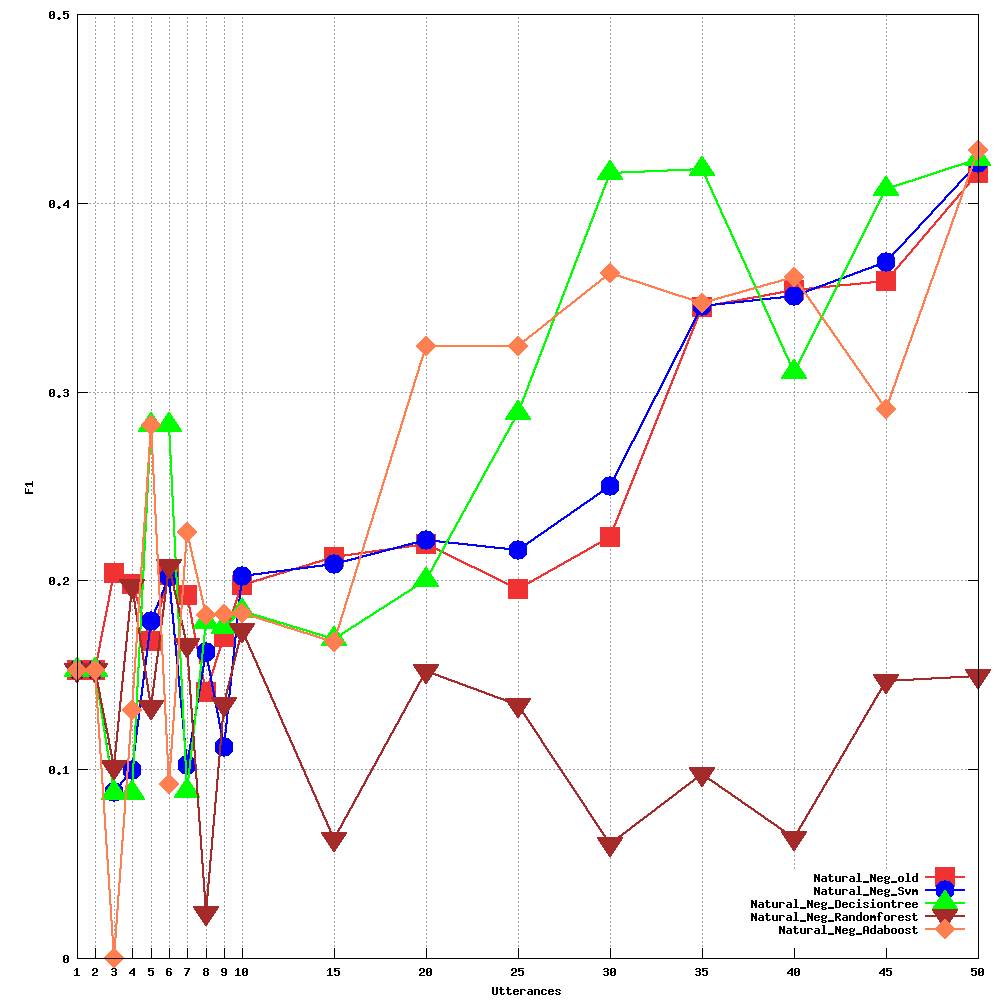 0.5
0.4
0.3
0.2
0.1
0
F1
1 2 3 4 5 6 7 8 9 10 15 20 25 30 35 40 45 50
Utterances
Natural_Neg_old
Natural_Neg_Svm
Natural_Neg_Decisiontree
Natural_Neg_Randomforest
Natural_Neg_Adaboost